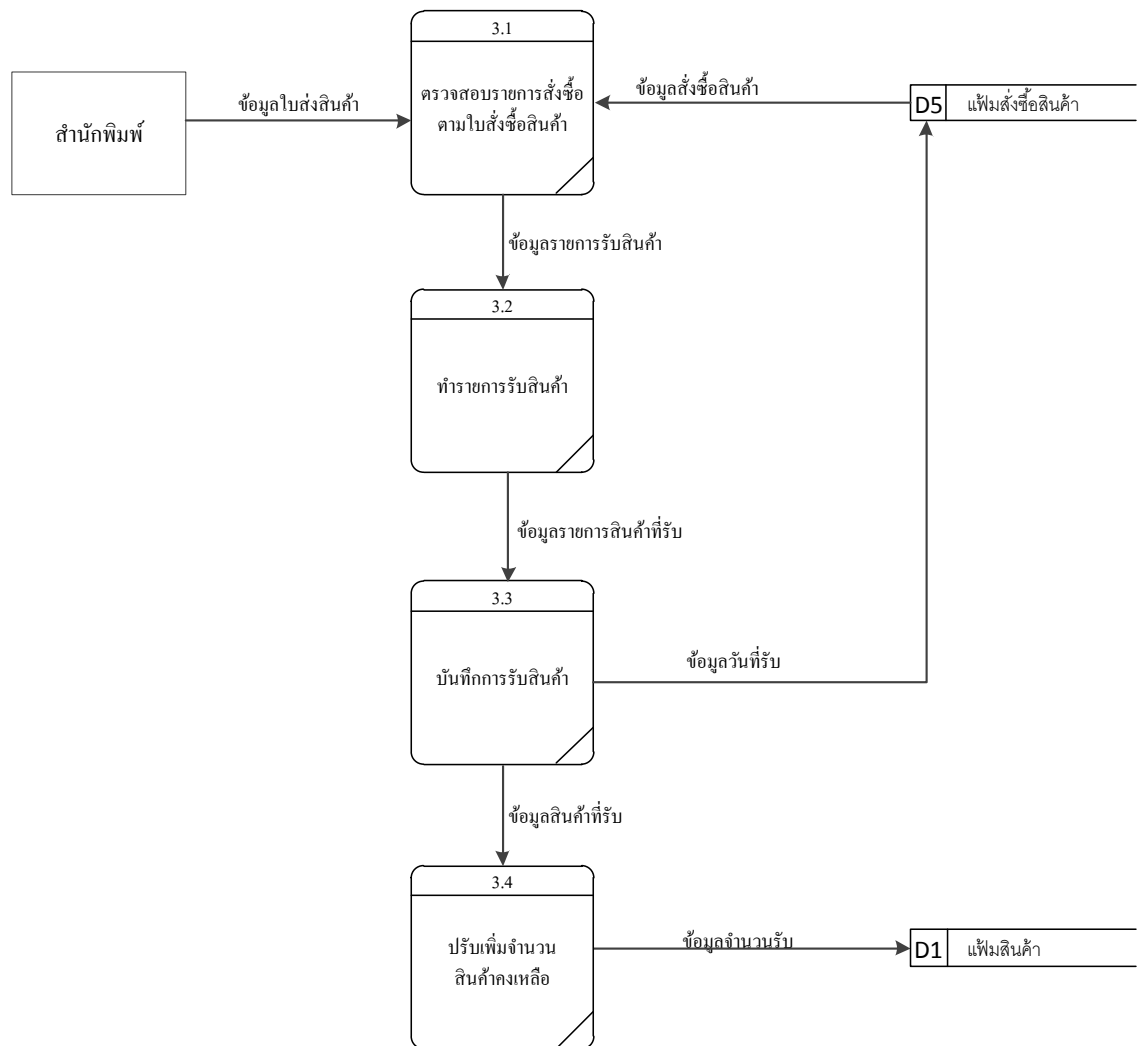 3.1
ตรวจสอบรายการสั่งซื้อ
ตามใบสั่งซื้อสินค้า
สำนักพิมพ์
ข้อมูลใบส่งสินค้า
ข้อมูลสั่งซื้อสินค้า
D5 แฟ้มสั่งซื้อสินค้า
ข้อมูลรายการรับสินค้า
3.2
ทำรายการรับสินค้า
ข้อมูลรายการสินค้าที่รับ
3.3
บันทึกการรับสินค้า
ข้อมูลวันที่รับ
ข้อมูลสินค้าที่รับ
3.4
ปรับเพิ่มจำนวน
สินค้าคงเหลือ
ข้อมูลจำนวนรับ
D1 แฟ้มสินค้า